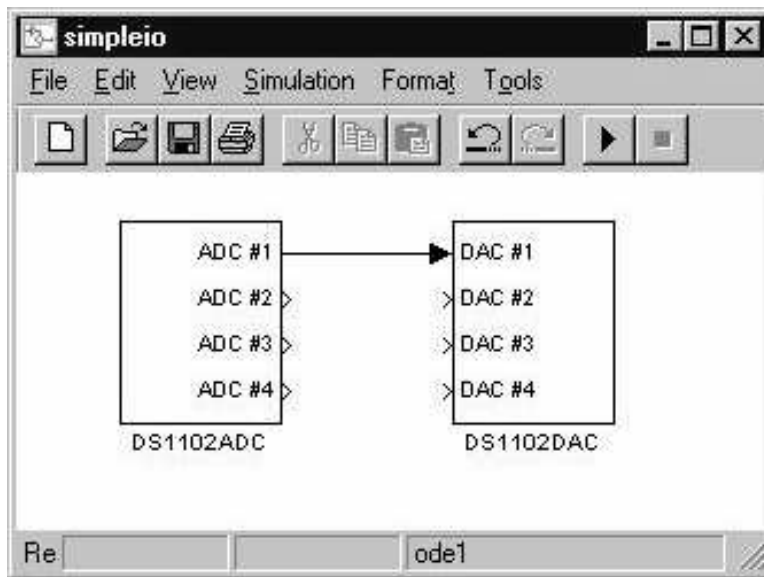 simpleio
File Edit View Simulation Format Tools
ADC #1 DAC #1
ADC #2 DAC #2
ADC #3 DAC #3
ADC #4 DAC #4
DS1102ADC DS1102DAC
Re ode1